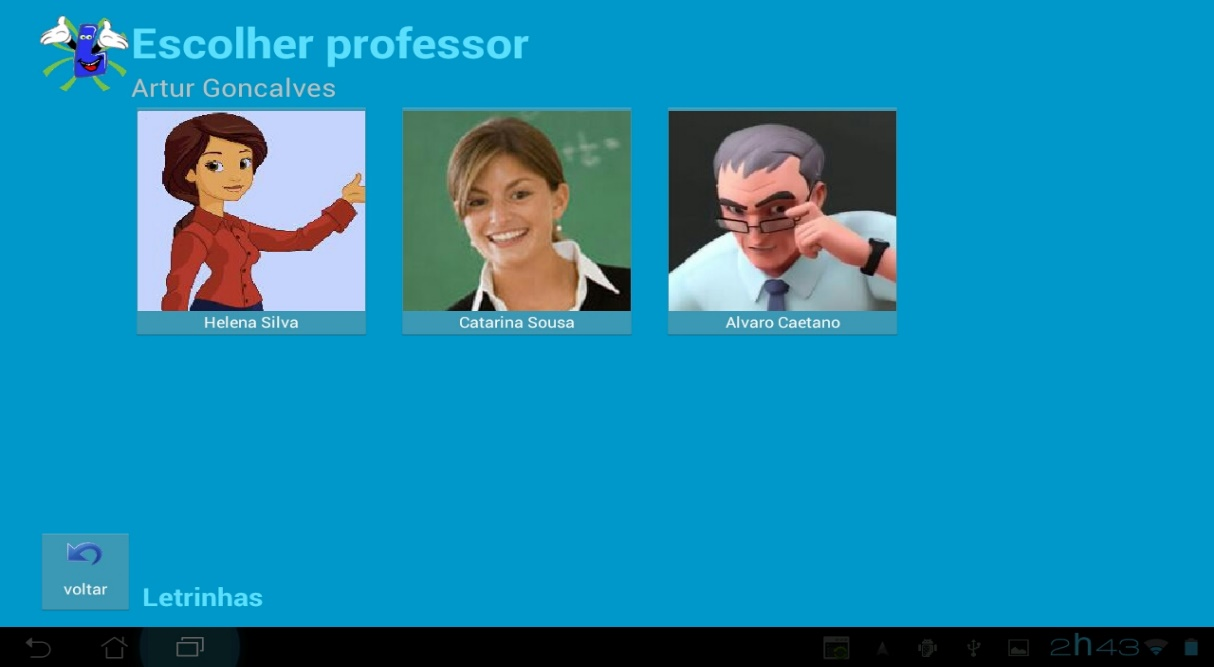 Escolher professor
Artur Goncalves
Helena Silva
Catarina Sousa
Alvaro Caetano
voltar
Letrinhas
2h43